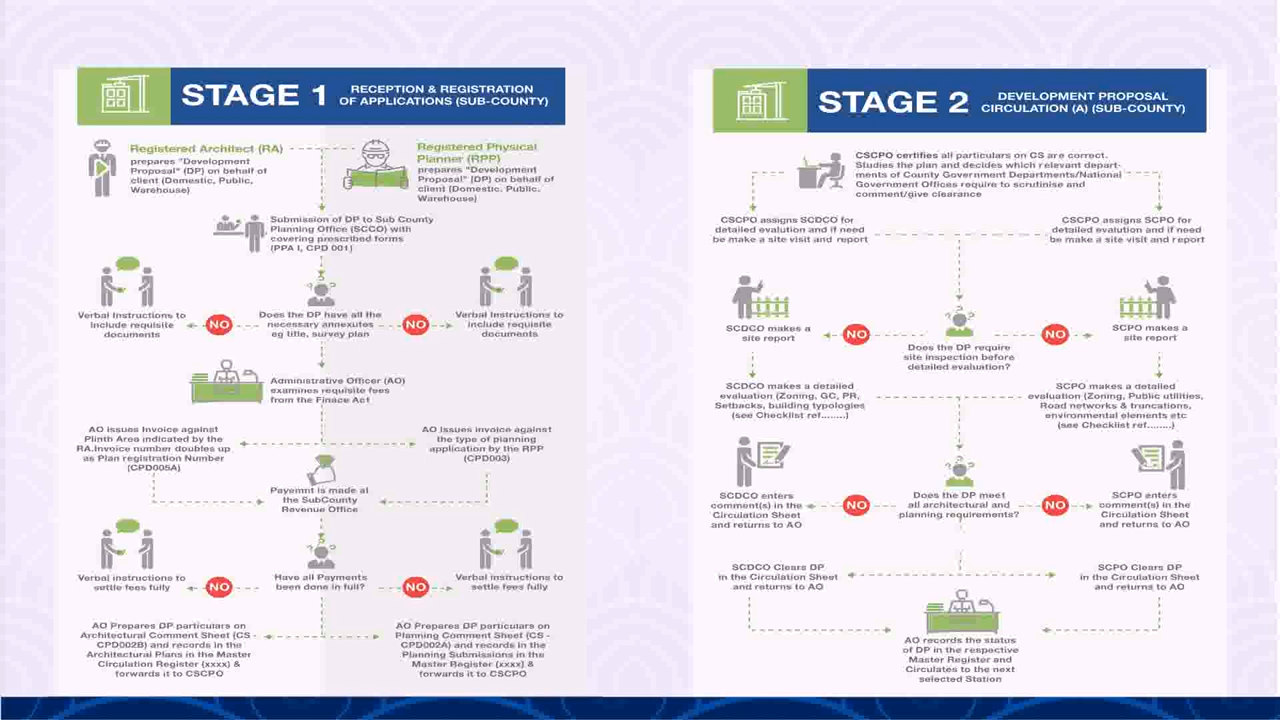 STAGE 1
RECEPTION & REGISTRATION
OF APPLICATIONS (SUB-COUNTY)
Registered Architect (RA)
prepares "Development
Proposal" (DP) on behalf of
client (Domestic, Public,
Warehouse)
Registered Physical
Planner (RPP)
prepares "Development
Proposal" (DP) on behalf of
client (Domestic. Public.
Warehouse)
Submission of DP to Sub County
Planning Office (SCCO) with
covering prescribed forms
(PPA I, CPD 001)
Verbal Instructions to
include requisite
documents
NO
Does the DP have all the
necessary annexutes
eg title, survey plan
NO
Verbal Instructions to
include requisite
documents
Administrative Officer (AO)
examines requisite fees
from the Finace Act
AO issues Invoice against
Plinth Area indicated by the
RA.Invoice number doubles up
as Plan registration Number
(CPD005A)
AO issues invoice against
the type of planning
application by the RPP
(CPD003)
Payemnt is made at
the SubCounty
Revenue Office
Verbal instructions to
settle fees fully
NO
Have all Payments
been done in full?
NO
Verbal instructions to
settle fees fully
AO Prepares DP particulars on
Architectural Comment Sheet (CS -
CPD002B) and records in the
Architectural Plans in the Master
Circulation Register (xxxx) &
forwards it to CSCPO
AO Prepares DP particulars on
Planning Comment Sheet (CS -
CPD002A) and records in the
Planning Submissions in the
Master Register (xxxx) &
forwards it to CSCPO
STAGE 2
DEVELOPMENT PROPOSAL
CIRCULATION (A) (SUB-COUNTY)
CSCPO certifies all particulars on CS are correct.
Studies the plan and decides which relevant depart-
ments of County Government Departments/National
Government Offices require to scrutinise and
comment/give clearance
CSCPO assigns SCDCO for
detailed evalution and if need
be make a site visit and report
CSCPO assigns SCPO for
detailed evalution and if need
be make a site visit and report
SCDCO makes a
site report
NO
Does the DP require
site inspection before
detailed evaluation?
NO
SCPO makes a
site report
SCDCO makes a detailed
evaluation (Zoning, GC, PR,
Setbacks, building typologies
(see Checklist ref........)
SCPO makes a detailed
evaluation (Zoning, Public utilities,
Road networks & truncations,
environmental elements etc
(see Checklist ref........)
SCDCO enters
comment(s) in the
Circulation Sheet
and returns to AO
NO
Does the DP meet
all architectural and
planning requirements?
NO
SCPO enters
comment(s) in the
Circulation Sheet
and returns to AO
SCDCO Clears DP
in the Circulation Sheet
and returns to AO
SCPO Clears DP
in the Circulation Sheet
and returns to AO
AO records the status
of DP in the respective
Master Register and
Circulates to the next
selected Station